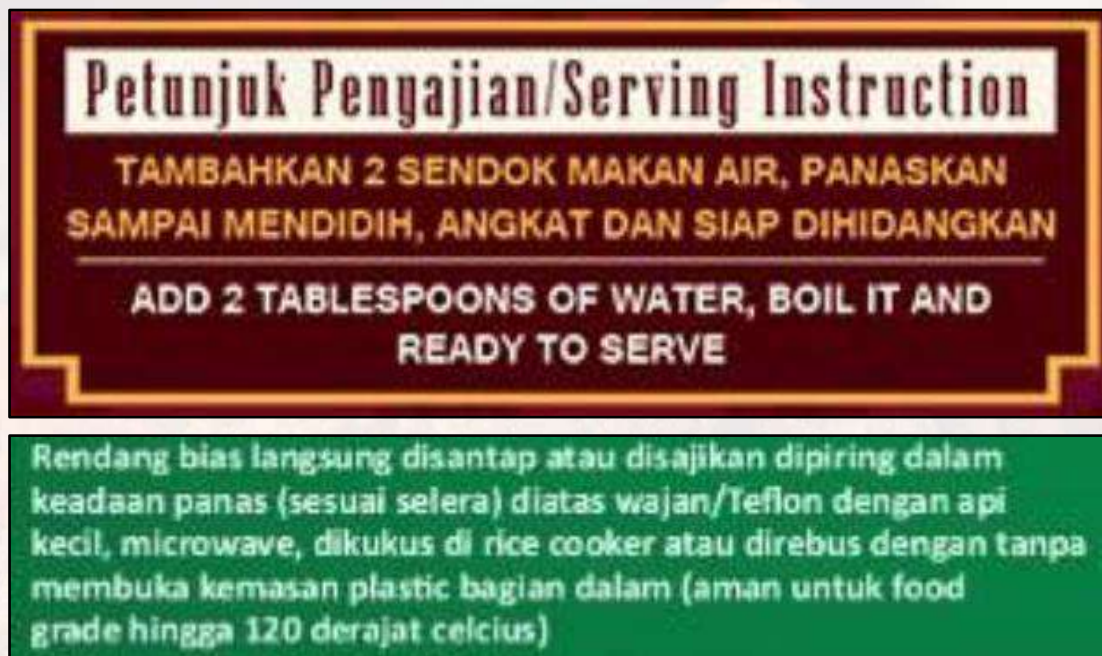 Petunjuk Penyajian/Serving Instruction
TAMBAHKAN 2 SENDOK MAKAN AIR, PANASKAN
SAMPAI MENDIDIH, ANGKAT DAN SIAP DIHIDANGKAN
ADD 2 TABLESPOONS OF WATER, BOIL IT AND
READY TO SERVE
Rendang bias langsung disantap atau disajikan dipiring dalam
keadaan panas (sesuai selera) diatas wajan/Teflon dengan api
kecil, microwave, dikukus di rice cooker atau direbus dengan tanpa
membuka kemasan plastic bagian dalam (aman untuk food
grade hingga 120 derajat celcius)